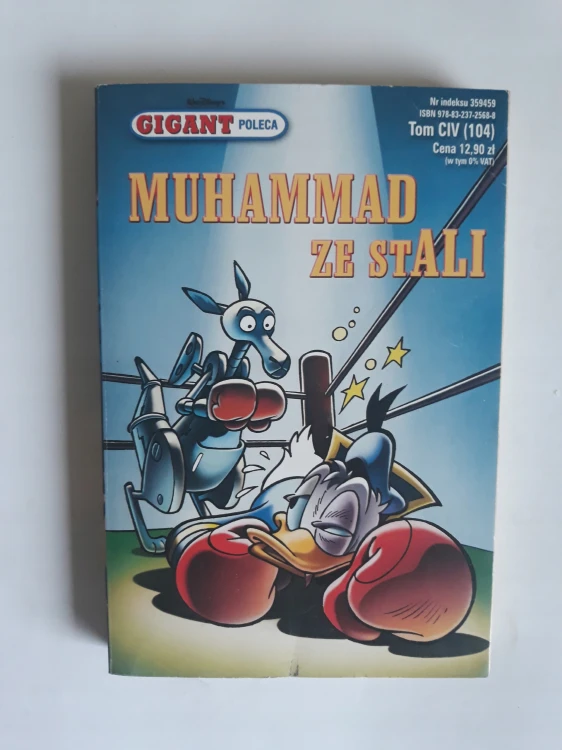 Nr indeksu 359459
ISBN 978-83-237-2568-8
Tom CIV (104)
Cena 12,90 zł
(w tym 0% VAT)
GIGANT POLECA
MUHAMMAD
ZE STALI